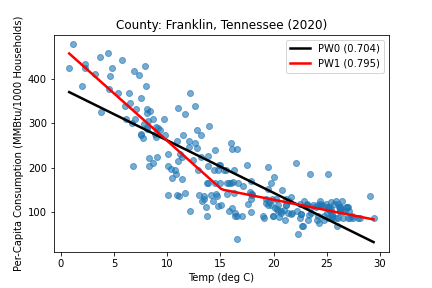 County: Franklin, Tennessee (2020)
PW0 (0.704)
PW1 (0.795)
Per-Capita Consumption (MMBtu/1000 Households)
400
300
200
100
0
5
10
15
20
25
30
Temp (deg C)